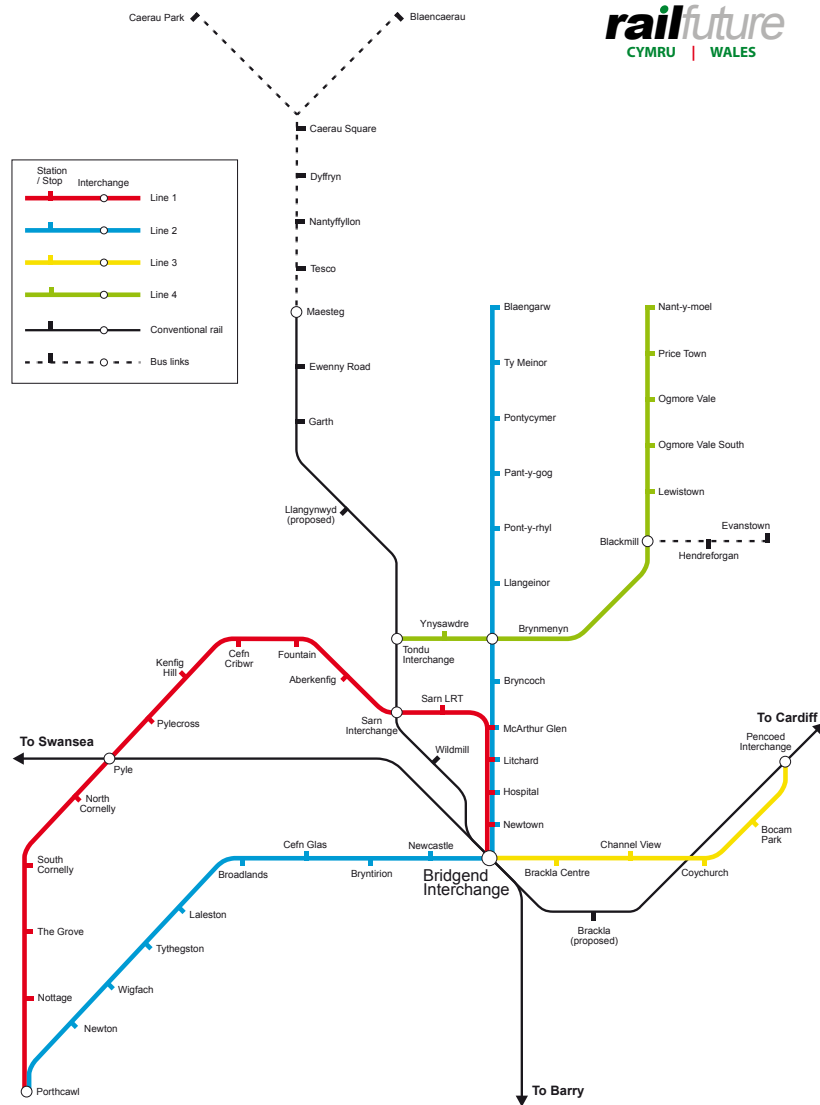 Caerau Park
Blaencaerau
railfuture
CYMRU | WALES
Caerau Square
Station
/ Stop
Interchange
Line 1
Line 2
Line 3
Line 4
Conventional rail
Bus links
Dyffryn
Nantyffyllon
Tesco
Maesteg
Ewenny Road
Garth
Llangynwyd
(proposed)
Blaengarw
Ty Meinor
Pontycymer
Pant-y-gog
Pont-y-rhyl
Llangeinor
Nant-y-moel
Price Town
Ogmore Vale
Ogmore Vale South
Lewistown
Blackmill
Evanstown
Hendreforgan
Ynysawdre
Brynmenyn
Tondu
Interchange
Kenfig
Hill
Cefn
Cribwr
Fountain
Aberkenfig
Bryncoch
Sarn LRT
Pylecross
Sarn
Interchange
McArthur Glen
To Cardiff
Pencoed
Interchange
To Swansea
Wildmill
Litchard
Pyle
Hospital
North
Cornelly
Newtown
Bocam
Park
South
Cornelly
Cefn Glas
Newcastle
Broadlands
Bryntirion
Bridgend
Interchange
Channel View
Brackla Centre
Coychurch
Laleston
The Grove
Brackla
(proposed)
Tythegston
Wigfach
Nottage
Newton
Porthcawl
To Barry